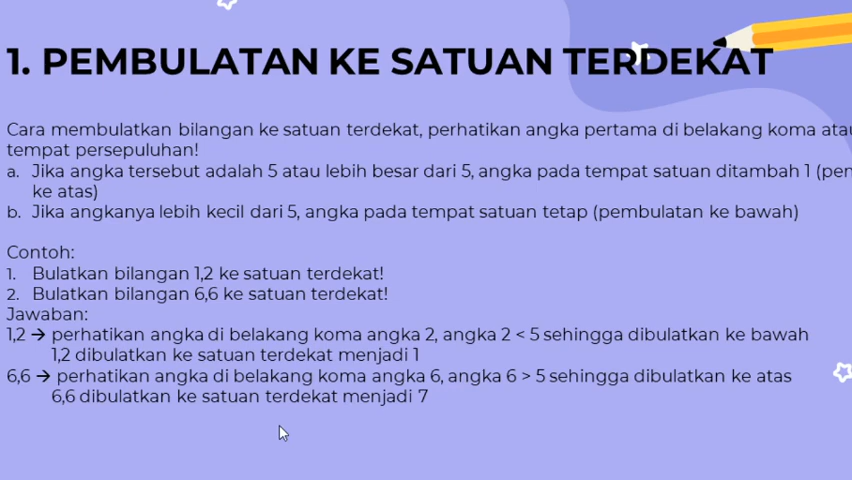 1. PEMBULATAN KE SATUAN TERDEKAT
Cara membulatkan bilangan ke satuan terdekat, perhatikan angka pertama di belakang koma
tempat persepuluhan!
a. Jika angka tersebut adalah 5 atau lebih besar dari 5, angka pada tempat satuan ditambah 1
ke atas)
b. Jika angkanya lebih kecil dari 5, angka pada tempat satuan tetap (pembulatan ke bawah)
Contoh:
1. Bulatkan bilangan 1,2 ke satuan terdekat!
2. Bulatkan bilangan 6,6 ke satuan terdekat!
Jawaban:
1,2 → perhatikan angka di belakang koma angka 2, angka 2 < 5 sehingga dibulatkan ke bawah
1,2 dibulatkan ke satuan terdekat menjadi 1
6,6 → perhatikan angka di belakang koma angka 6, angka 6 > 5 sehingga dibulatkan ke atas
6,6 dibulatkan ke satuan terdekat menjadi 7